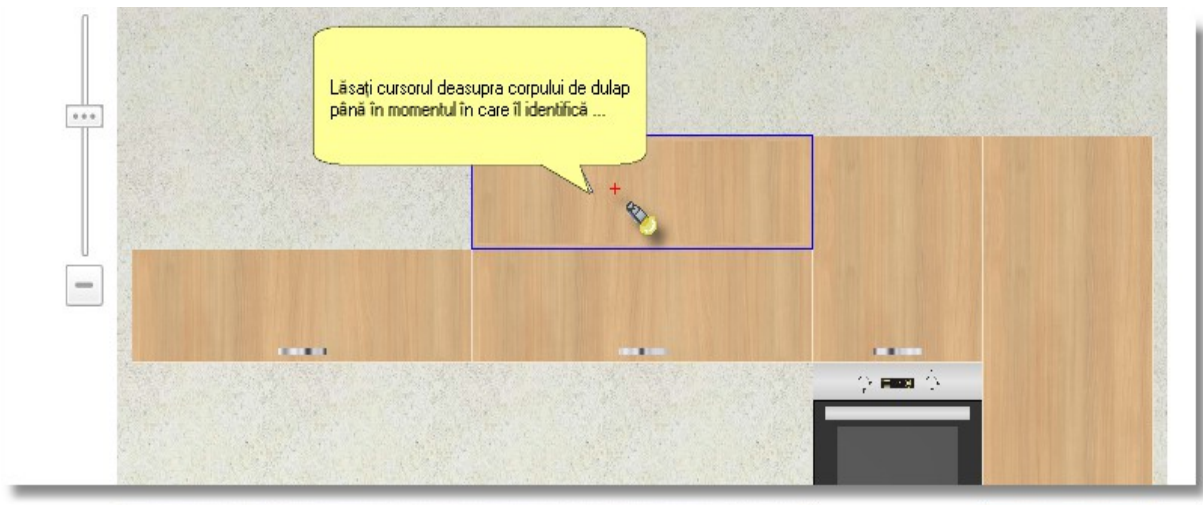 Lăsați cursorul deasupra corpului de dulap
până în momentul în care îl identifică ...